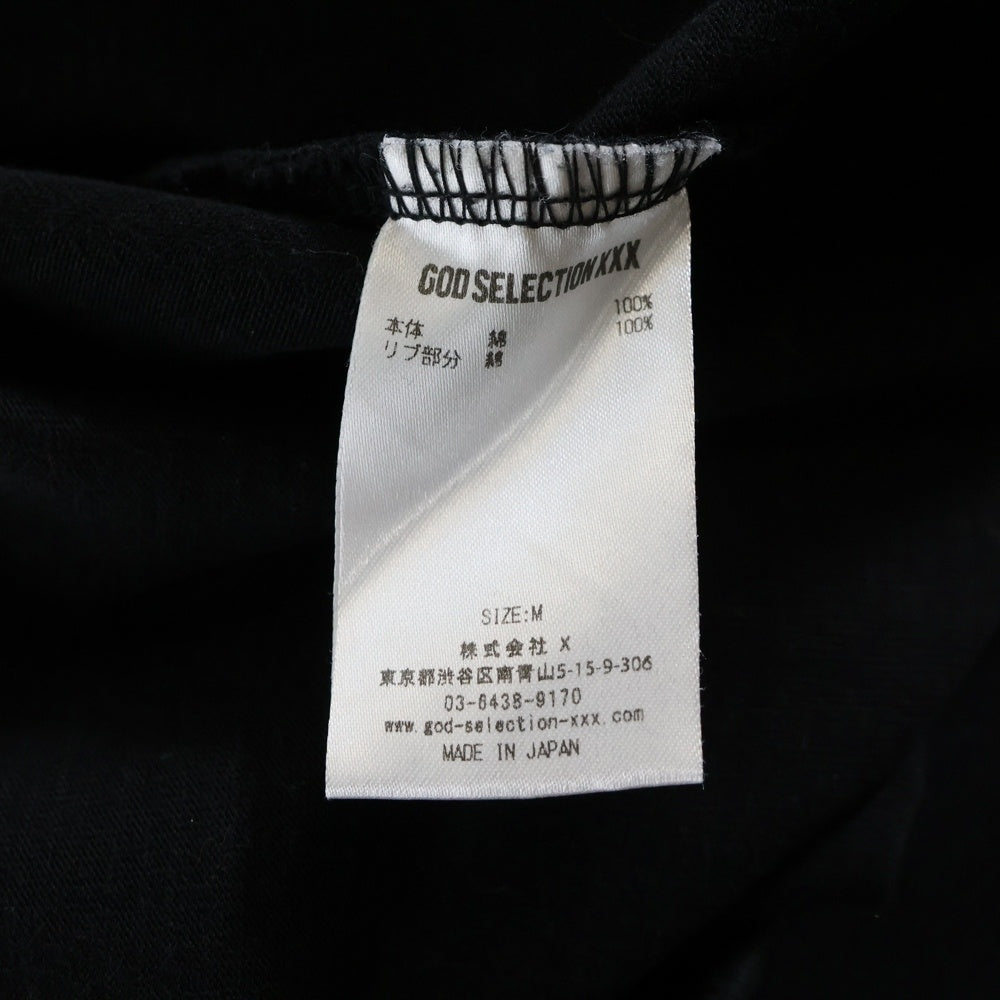 GOD SELECTION XXX
本体 綿 100%
リブ部分 綿 100%
SIZE:M
株式会社 X
東京都渋谷区南青山5-15-9-306
03-6438-9170
www.god-selection-xxx.com
MADE IN JAPAN